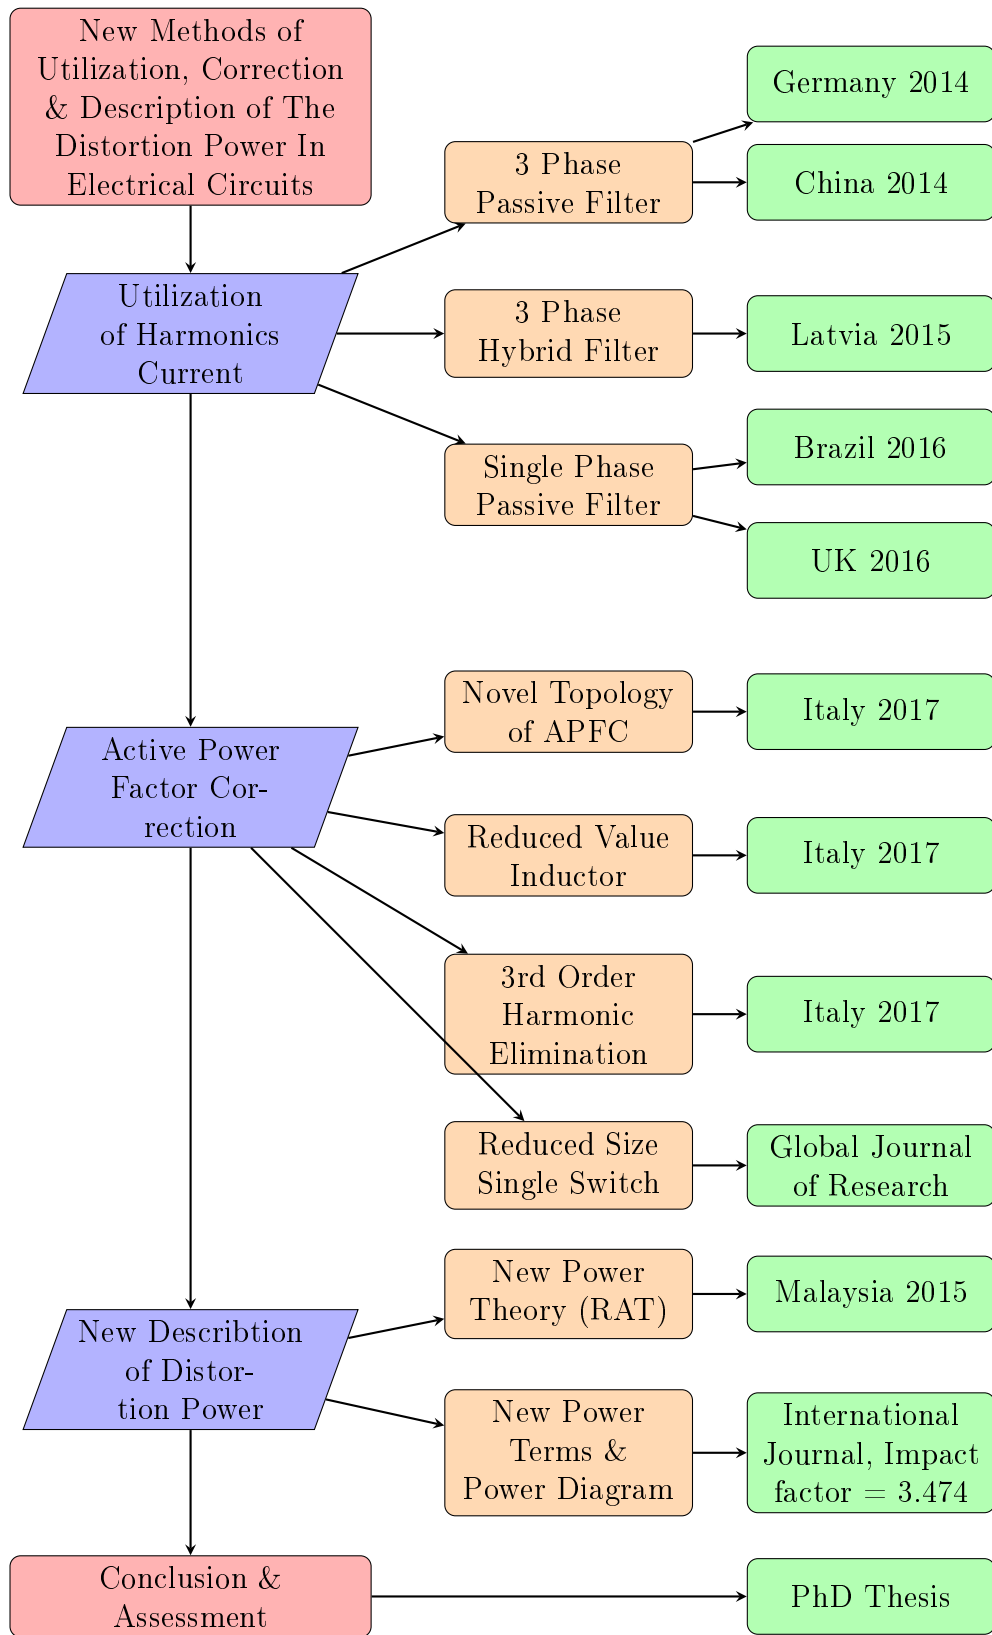 New Methods of
Utilization, Correction
& Description of The
Distortion Power In
Electrical Circuits
Germany 2014
3 Phase
Passive Filter
China 2014
Utilization
of Harmonics
Current
3 Phase
Hybrid Filter
Latvia 2015
Brazil 2016
Single Phase
Passive Filter
UK 2016
Novel Topology
of APFC
Italy 2017
Active Power
Factor Cor-
rection
Reduced Value
Inductor
Italy 2017
3rd Order
Harmonic
Elimination
Italy 2017
Reduced Size
Single Switch
Global Journal
of Research
New Power
Theory (RAT)
Malaysia 2015
New Describtion
of Distor-
tion Power
New Power
Terms &
Power Diagram
International
Journal, Impact
factor = 3.474
Conclusion &
Assessment
PhD Thesis